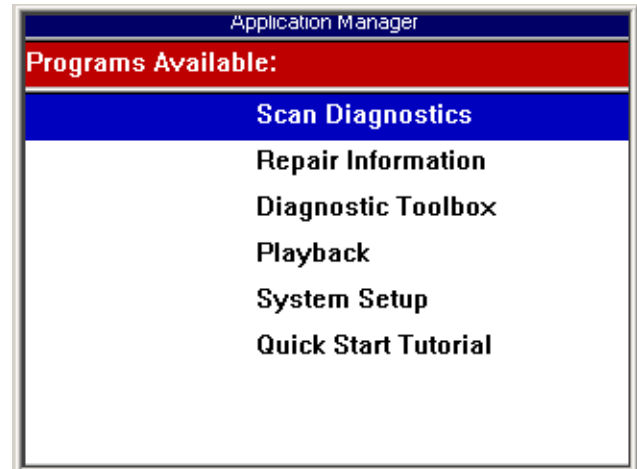 Application Manager
Programs Available:
Scan Diagnostics
Repair Information
Diagnostic Toolbox
Playback
System Setup
Quick Start Tutorial